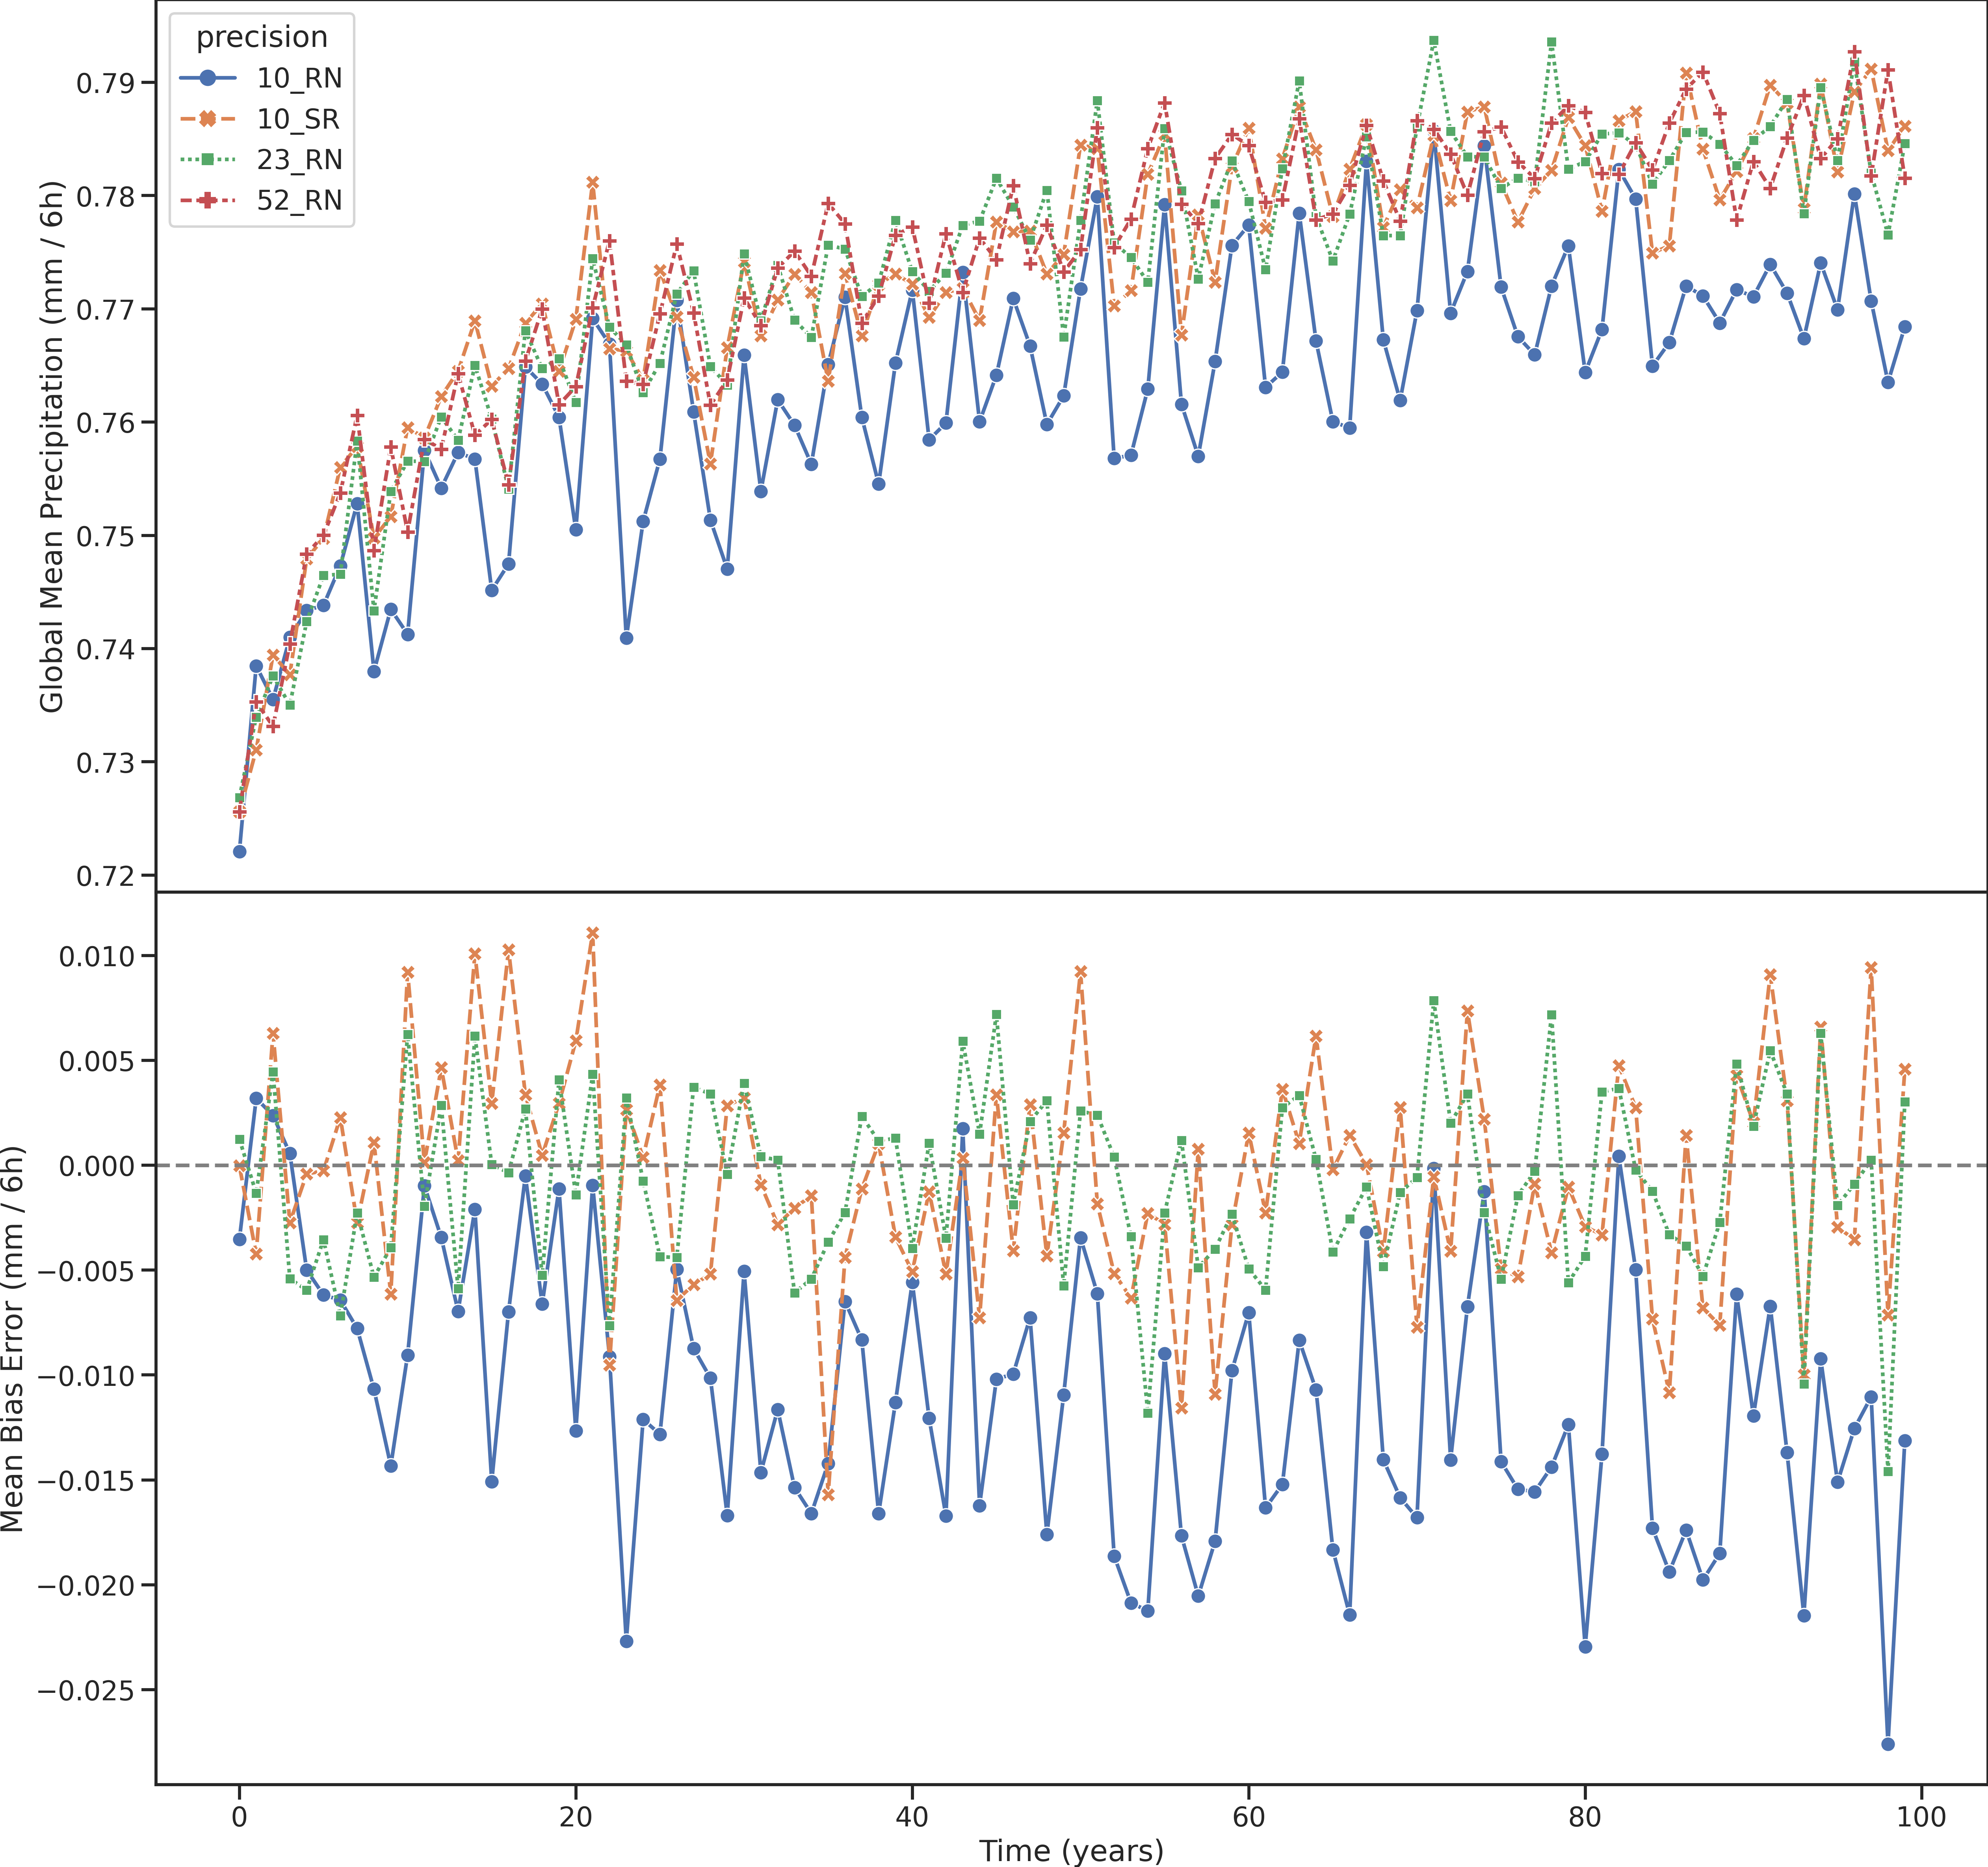 precision
10_RN
10_SR
23_RN
52_RN
Global Mean Precipitation (mm / 6h)
0.79
0.78
0.77
0.76
0.75
0.74
0.73
0.72
Mean Bias Error (mm / 6h)
0.010
0.005
0.000
−0.005
−0.010
−0.015
−0.020
−0.025
0 20 40 60 80 100
Time (years)